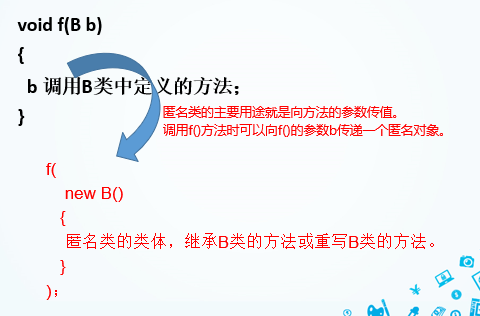 void f(B b)
{
b 调用B类中定义的方法；
}
匿名类的主要用途就是向方法的参数传值。
调用f()方法时可以向f()的参数b传递一个匿名对象。
f(
new B()
{
匿名类的类体，继承B类的方法或重写B类的方法。
}
);